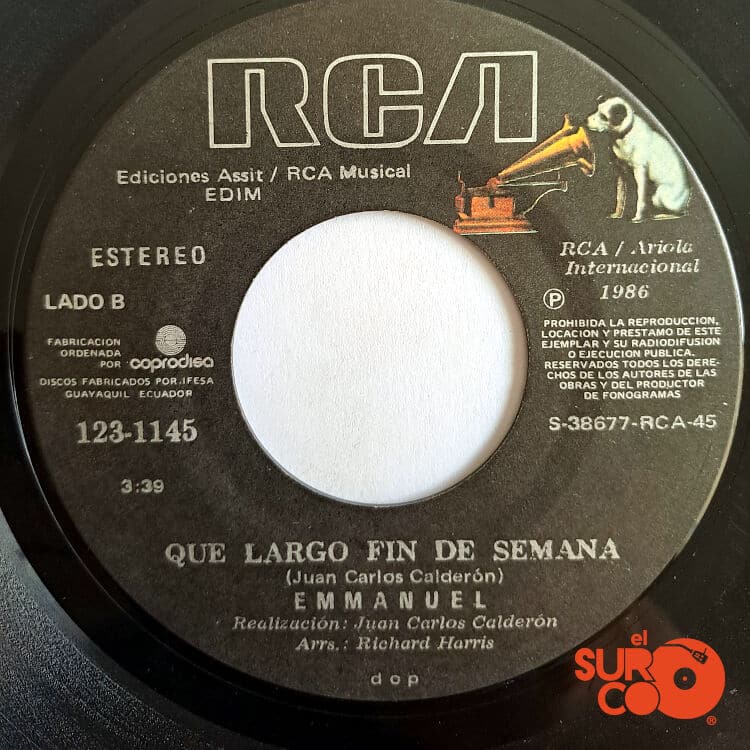 RCA
Ediciones Assit / RCA Musical
EDIM
ESTEREO
LADO B
FABRICACION
ORDENADA
POR coprodisa
DISCOS FABRICADOS POR.IFESA
GUAYAQUIL ECUADOR
123-1145
3:39
RCA / Ariola
Internacional
℗ 1986
PROHIBIDA LA REPRODUCCION,
LOCACION Y PRESTAMO DE ESTE
EJEMPLAR Y SU RADIODIFUSION
O EJECUCION PUBLICA.
RESERVADOS TODOS LOS DERE-
CHOS DE LOS AUTORES DE LAS
OBRAS Y DEL PRODUCTOR
DE FONOGRAMAS
S-38677-RCA-45
QUE LARGO FIN DE SEMANA
(Juan Carlos Calderón)
EMMANUEL
Realización: Juan Carlos Calderón
Arrs.: Richard Harris
dop
el
SUR
CO
®